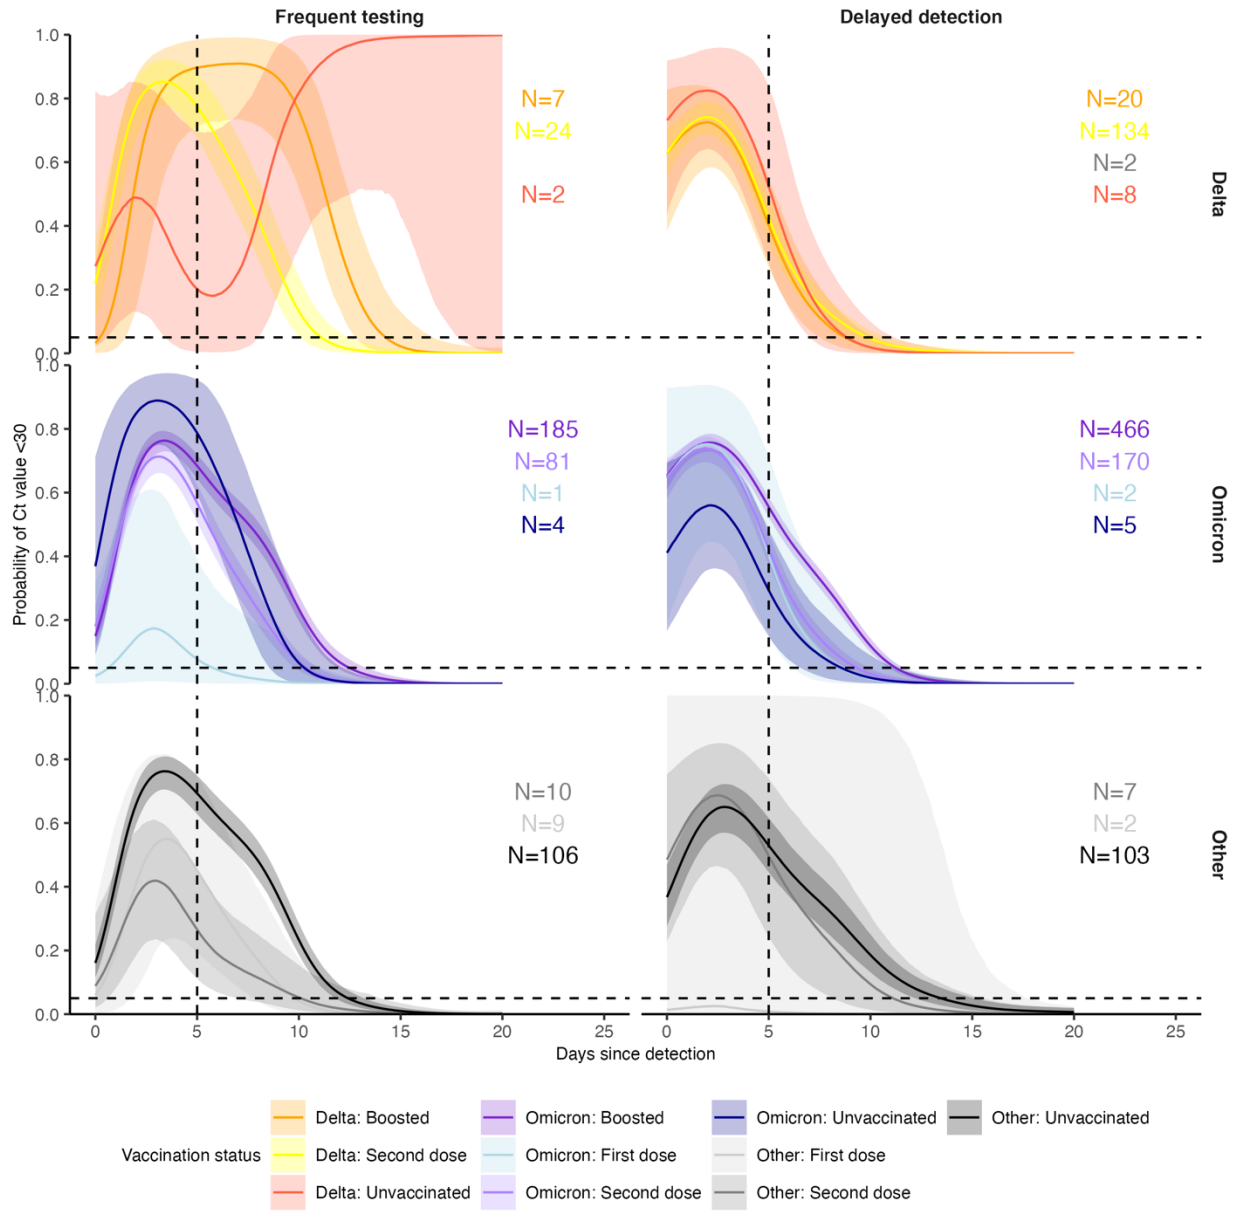 Frequent testing
Delayed detection
1.0
0.8
0.6
0.4
0.2
0.0
N=7
N=24
N=2
N=20
N=134
N=2
N=8
Delta
1.0
0.8
0.6
0.4
0.2
0.0
N=185
N=81
N=1
N=4
N=466
N=170
N=2
N=5
Omicron
Probability of Ct value <30
1.0
0.8
0.6
0.4
0.2
0.0
N=10
N=9
N=106
N=7
N=2
N=103
Other
0 5 10 15 20 25
0 5 10 15 20 25
Days since detection
Vaccination status
Delta: Boosted
Delta: Second dose
Delta: Unvaccinated
Omicron: Boosted
Omicron: First dose
Omicron: Second dose
Omicron: Unvaccinated
Other: First dose
Other: Second dose
Other: Unvaccinated